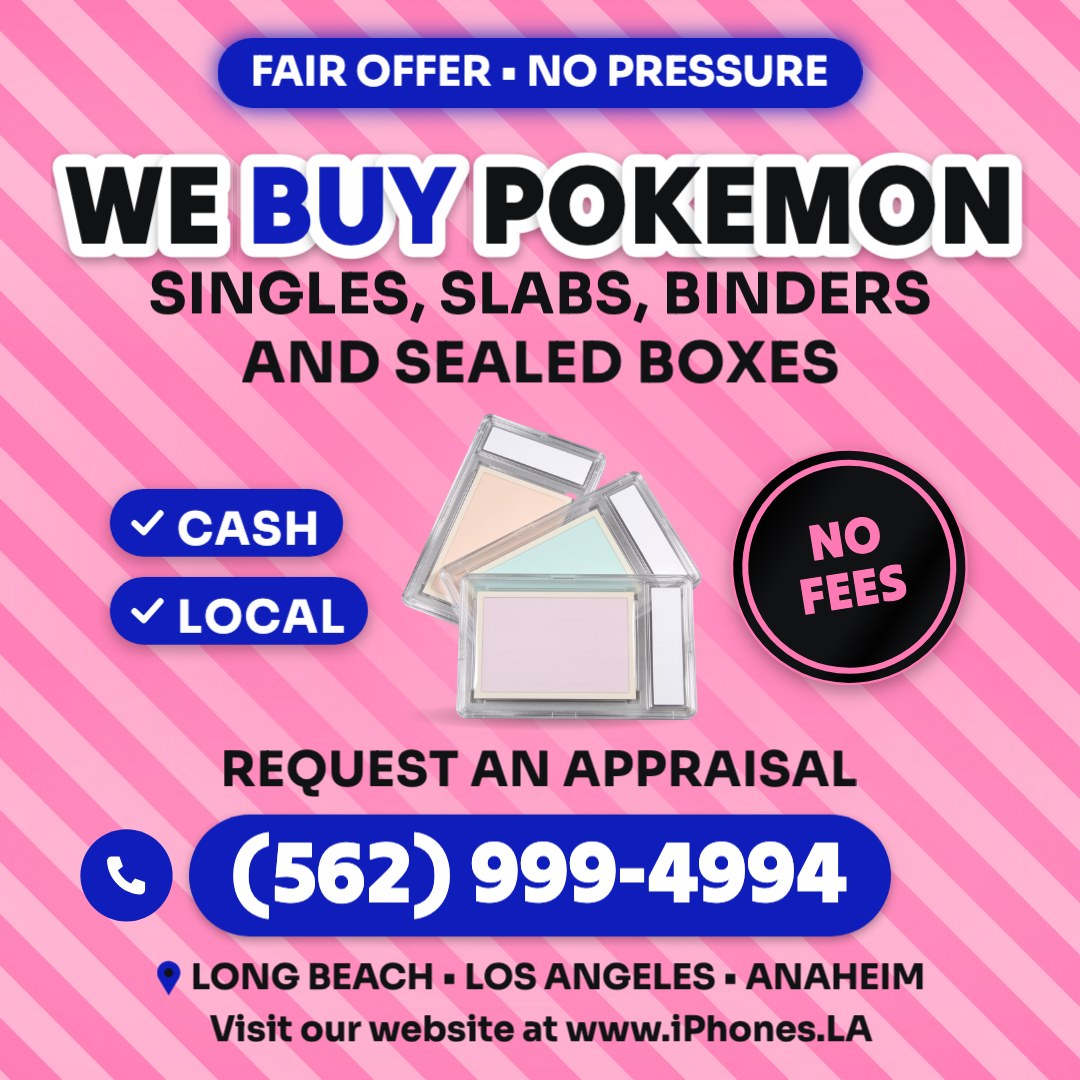 FAIR OFFER ▪ NO PRESSURE
WE BUY POKEMON
SINGLES, SLABS, BINDERS
AND SEALED BOXES
CASH
LOCAL
NO
FEES
REQUEST AN APPRAISAL
(562) 999-4994
LONG BEACH ▪ LOS ANGELES ▪ ANAHEIM
Visit our website at www.iPhones.LA